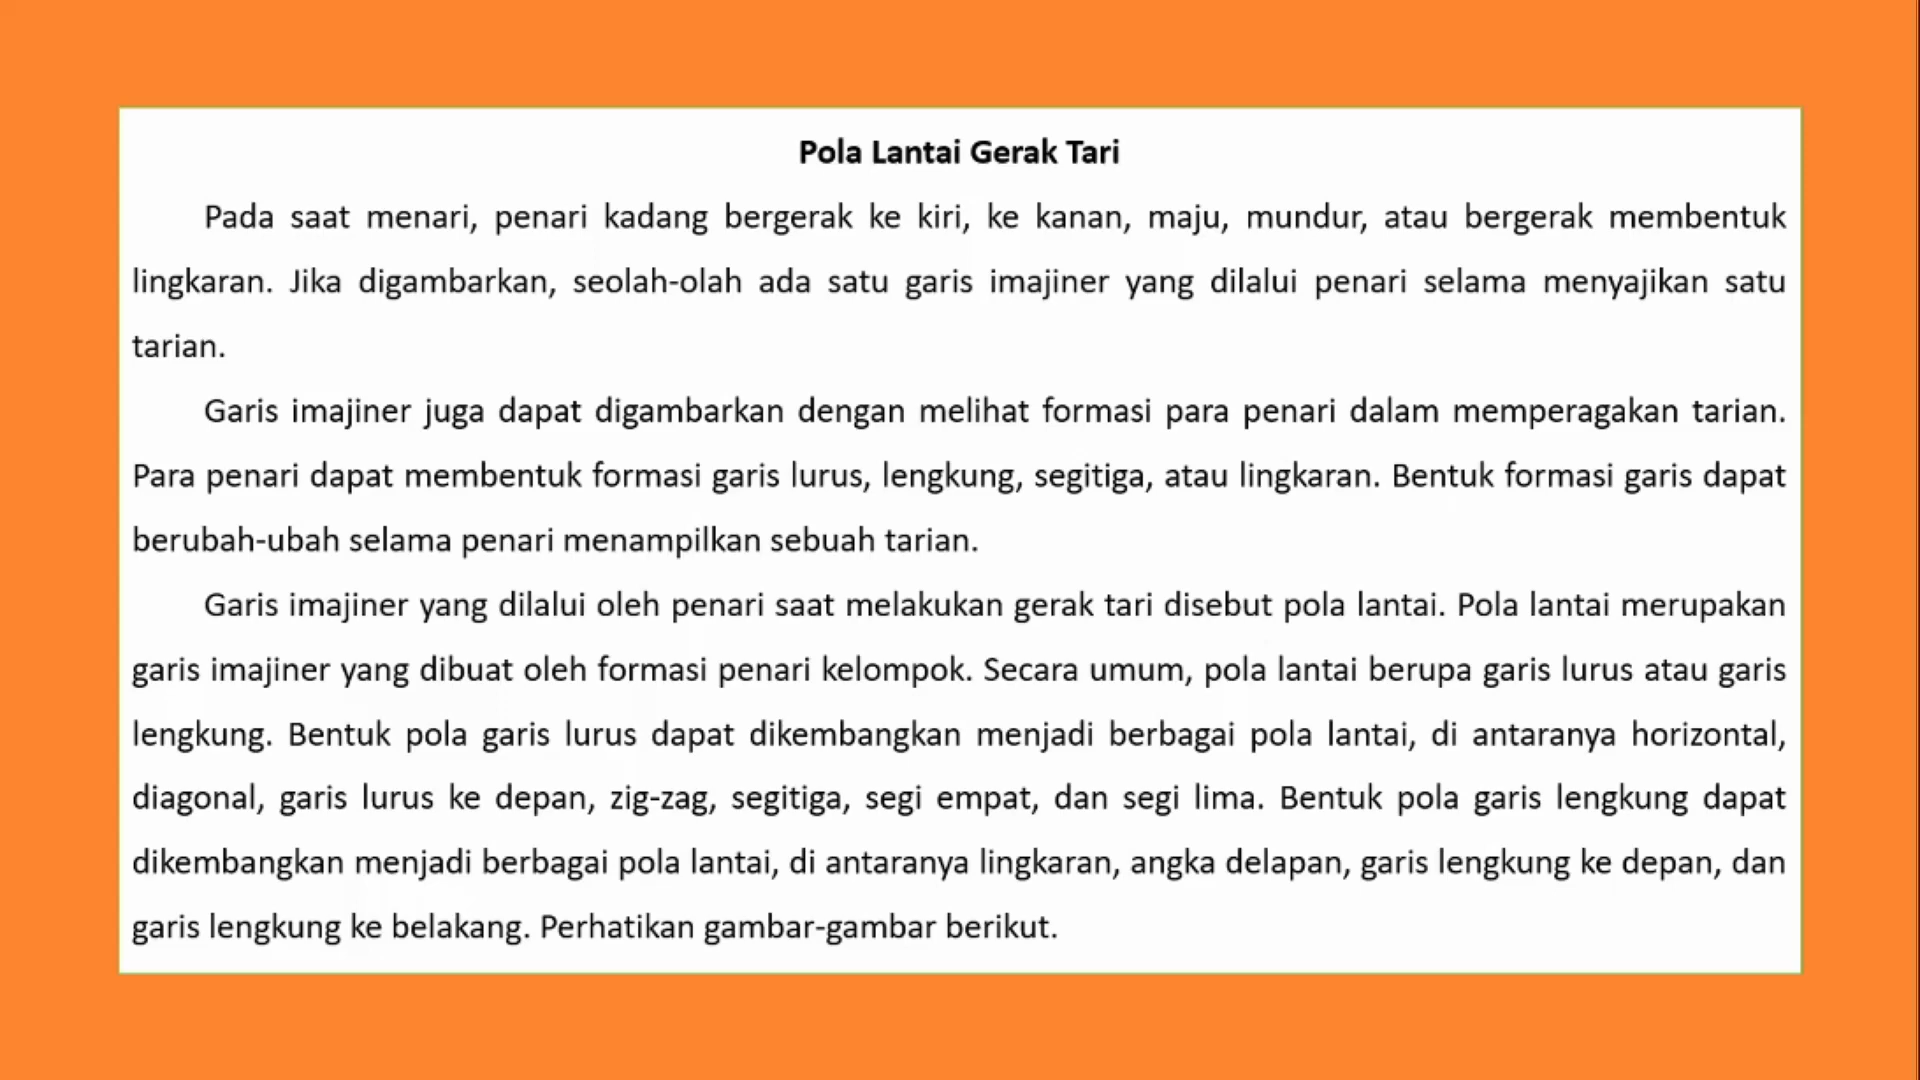 Pola Lantai Gerak Tari
Pada saat menari, penari kadang bergerak ke kiri, ke kanan, maju, mundur, atau bergerak membentuk
lingkaran. Jika digambarkan, seolah-olah ada satu garis imajiner yang dilalui penari selama menyajikan satu
tarian.
Garis imajiner juga dapat digambarkan dengan melihat formasi para penari dalam memperagakan tarian.
Para penari dapat membentuk formasi garis lurus, lengkung, segitiga, atau lingkaran. Bentuk formasi garis dapat
berubah-ubah selama penari menampilkan sebuah tarian.
Garis imajiner yang dilalui oleh penari saat melakukan gerak tari disebut pola lantai. Pola lantai merupakan
garis imajiner yang dibuat oleh formasi penari kelompok. Secara umum, pola lantai berupa garis lurus atau garis
lengkung. Bentuk pola garis lurus dapat dikembangkan menjadi berbagai pola lantai, di antaranya horizontal,
diagonal, garis lurus ke depan, zig-zag, segitiga, segi empat, dan segi lima. Bentuk pola garis lengkung dapat
dikembangkan menjadi berbagai pola lantai, di antaranya lingkaran, angka delapan, garis lengkung ke depan, dan
garis lengkung ke belakang. Perhatikan gambar-gambar berikut.